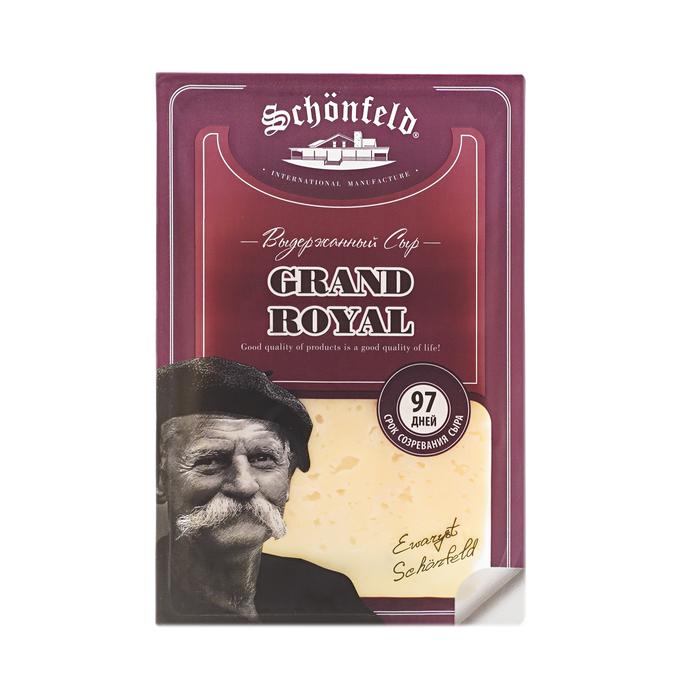 Schönfeld®
· INTERNATIONAL MANUFACTURE ·
— Выдержанный Сыр —
GRAND
ROYAL
Good quality of products is a good quality of life!
97
ДНЕЙ
СРОК СОЗРЕВАНИЯ СЫРА
Ewaryst
Schönfeld